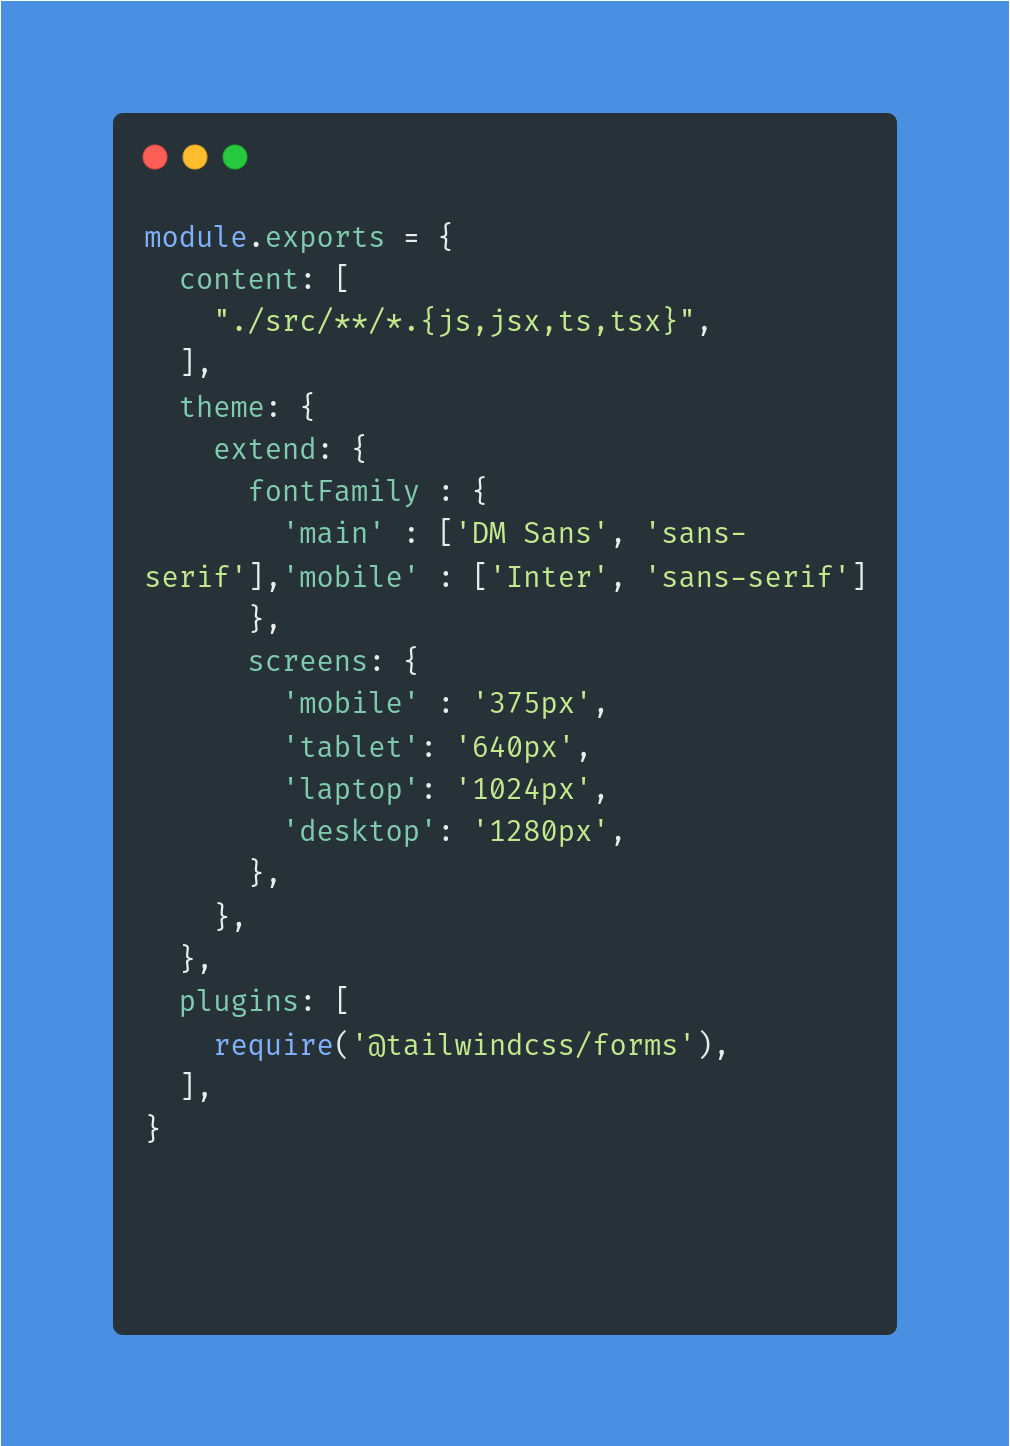 module.exports = {
  content: [
    "./src/**/*.{js,jsx,ts,tsx}",
  ],
  theme: {
    extend: {
      fontFamily : {
        'main' : ['DM Sans', 'sans-
serif'],'mobile' : ['Inter', 'sans-serif']
      },
      screens: {
        'mobile' : '375px',
        'tablet': '640px',
        'laptop': '1024px',
        'desktop': '1280px',
      },
    },
  },
  plugins: [
    require('@tailwindcss/forms'),
  ],
}